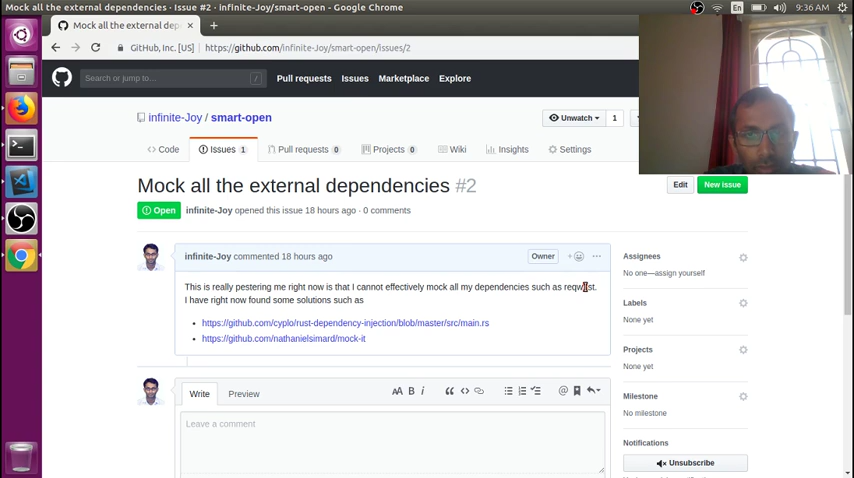 Mock all the external dependencies · Issue #2 · infinite-Joy/smart-open - Google Chrome
En
9:36 AM
Mock all the external dependencies
GitHub, Inc. [US]
https://github.com/infinite-Joy/smart-open/issues/2
Search or jump to…
/
Pull requests
Issues
Marketplace
Explore
infinite-Joy / smart-open
Unwatch
1
Code
Issues 1
Pull requests 0
Projects 0
Wiki
Insights
Settings
Mock all the external dependencies #2
Edit
New issue
Open
infinite-Joy opened this issue 18 hours ago · 0 comments
infinite-Joy commented 18 hours ago
Owner
This is really pestering me right now is that I cannot effectively mock all my dependencies such as reqwest.
I have right now found some solutions such as
• https://github.com/cyplo/rust-dependency-injection/blob/master/src/main.rs
• https://github.com/nathanielsimard/mock-it
Assignees
No one—assign yourself
Labels
None yet
Projects
None yet
Milestone
No milestone
Notifications
Unsubscribe
Write
Preview
AA B i
Leave a comment